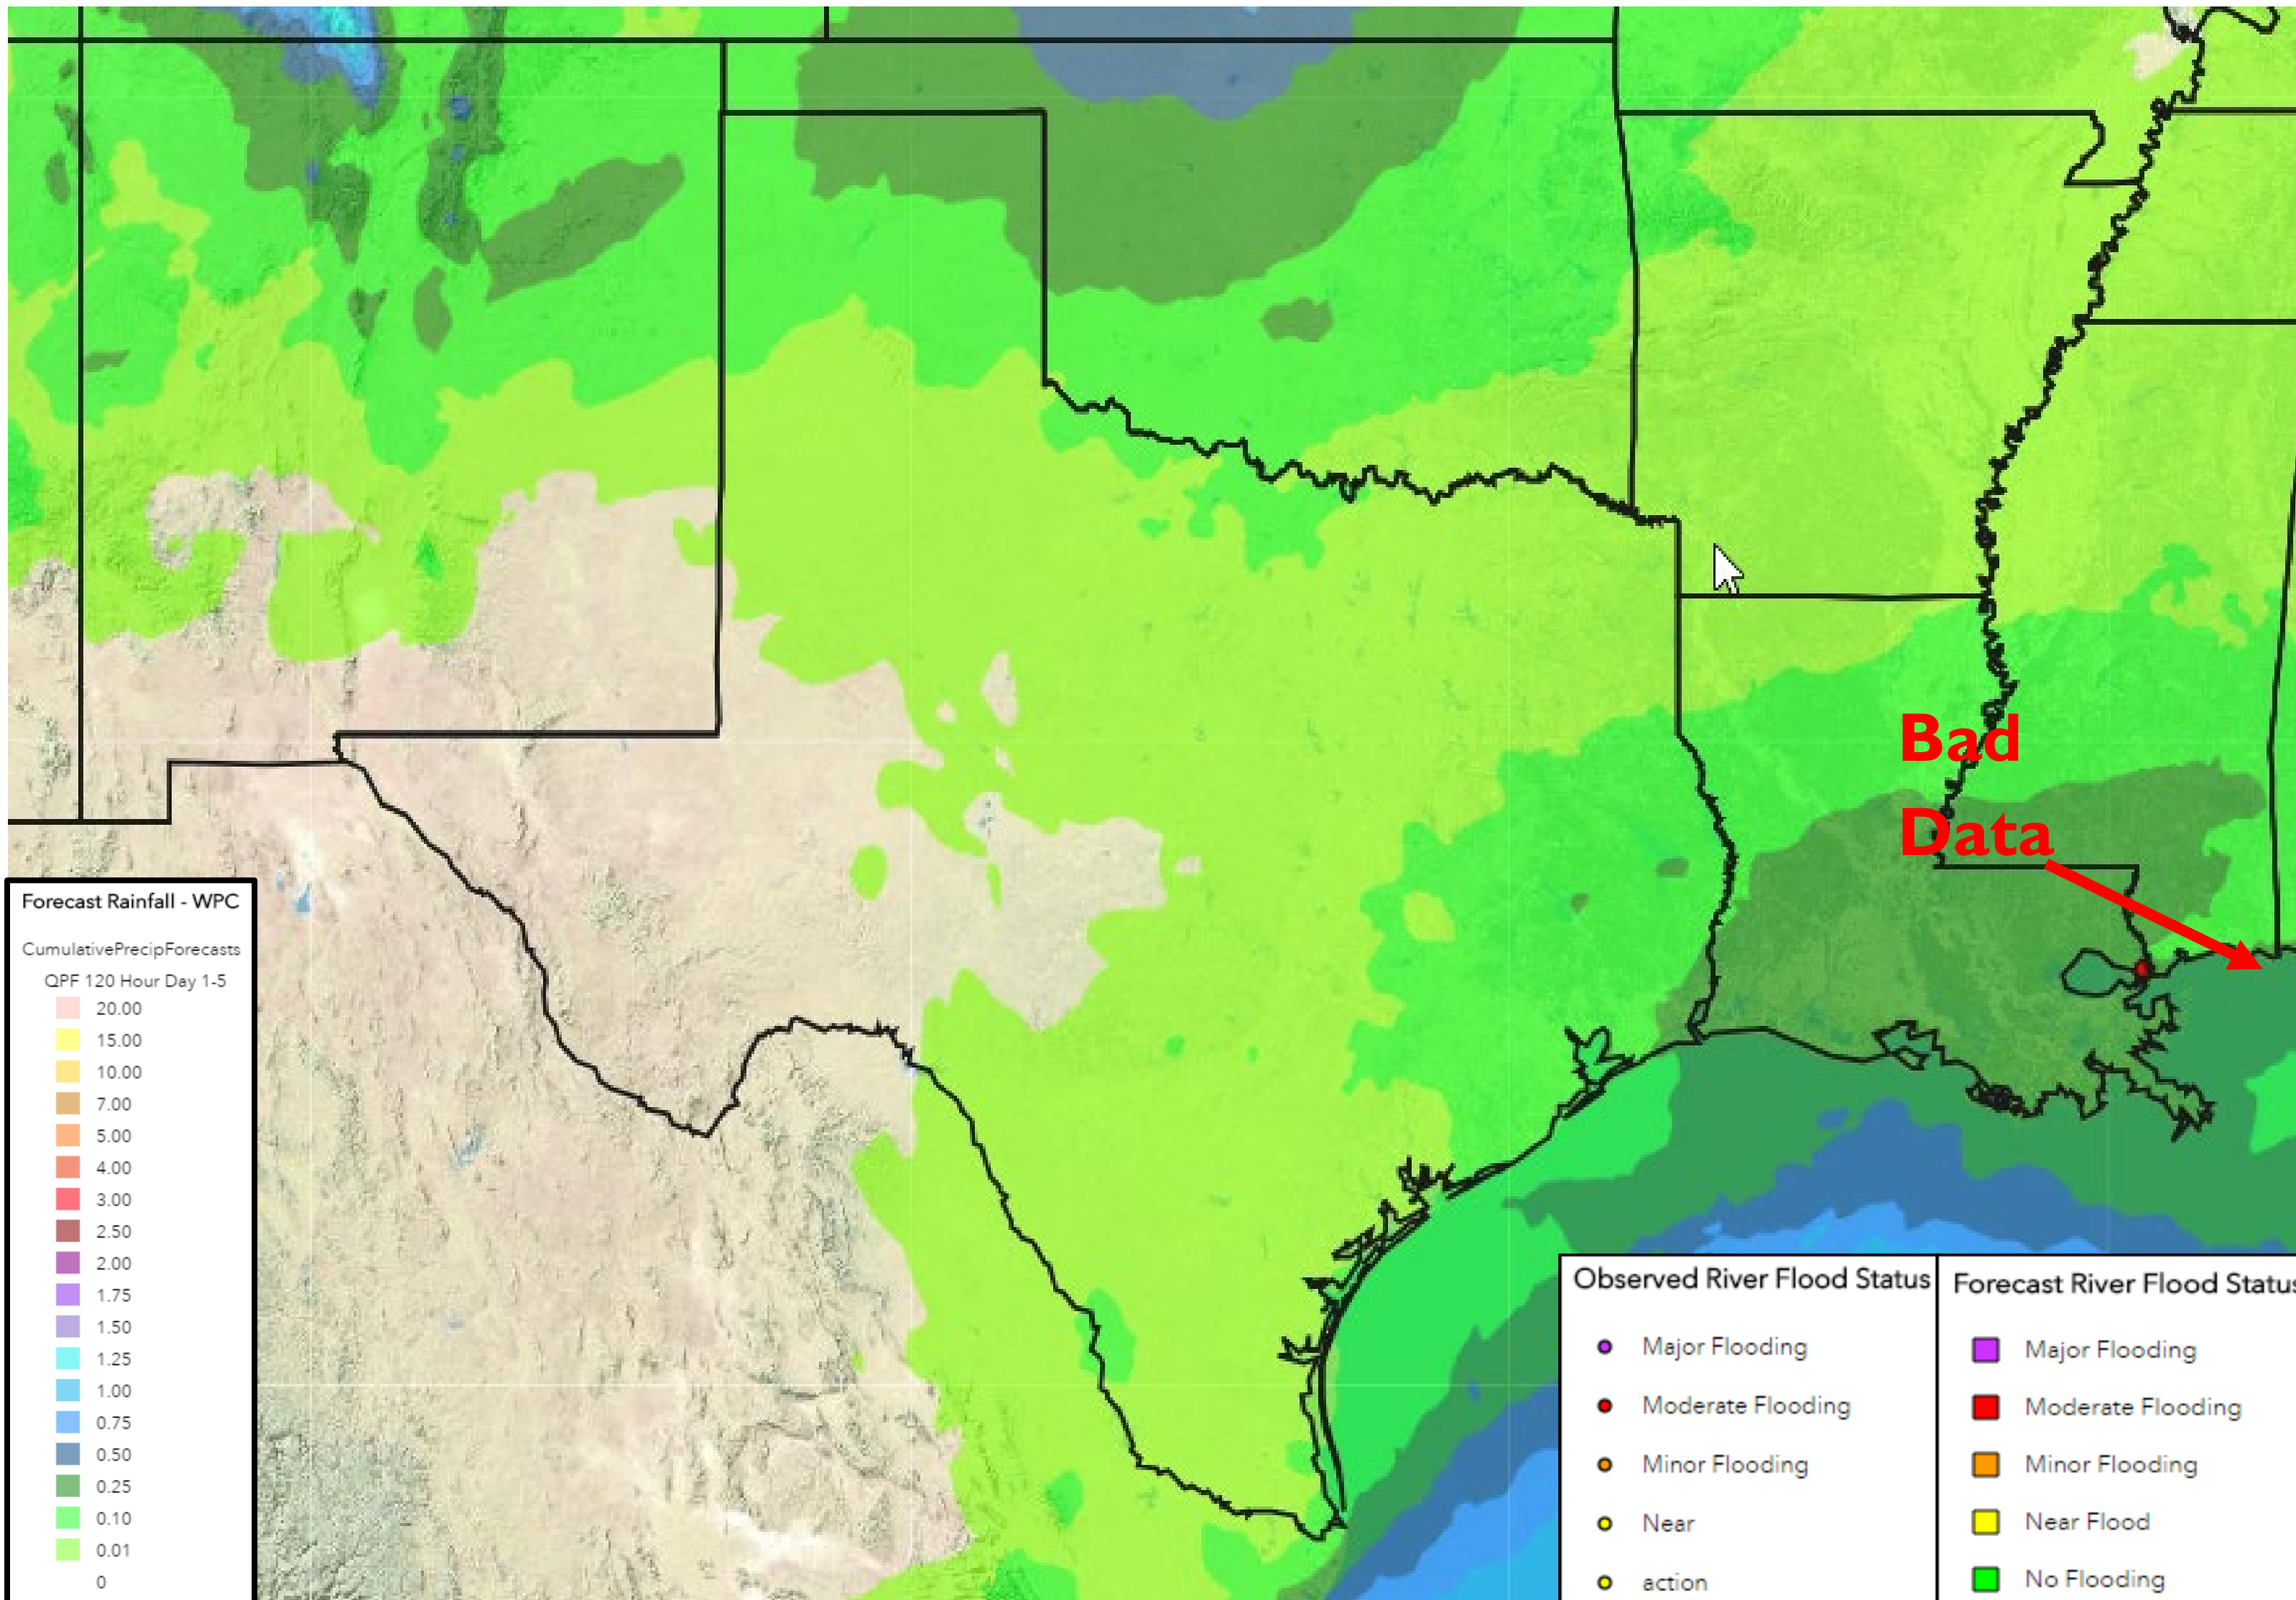 Bad
Data
Forecast Rainfall - WPC
CumulativePrecipForecasts
QPF 120 Hour Day 1-5
20.00
15.00
10.00
7.00
5.00
4.00
3.00
2.50
2.00
1.75
1.50
1.25
1.00
0.75
0.50
0.25
0.10
0.01
0
Observed River Flood Status
Major Flooding
Moderate Flooding
Minor Flooding
Near
action
Forecast River Flood Status
Major Flooding
Moderate Flooding
Minor Flooding
Near Flood
No Flooding